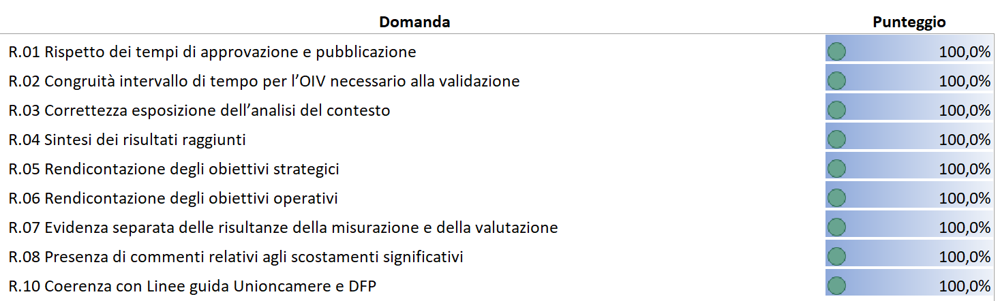 Domanda Punteggio
R.01 Rispetto dei tempi di approvazione e pubblicazione 100,0%
R.02 Congruità intervallo di tempo per l’OIV necessario alla validazione 100,0%
R.03 Correttezza esposizione dell’analisi del contesto 100,0%
R.04 Sintesi dei risultati raggiunti 100,0%
R.05 Rendicontazione degli obiettivi strategici 100,0%
R.06 Rendicontazione degli obiettivi operativi 100,0%
R.07 Evidenza separata delle risultanze della misurazione e della valutazione 100,0%
R.08 Presenza di commenti relativi agli scostamenti significativi 100,0%
R.10 Coerenza con Linee guida Unioncamere e DFP 100,0%